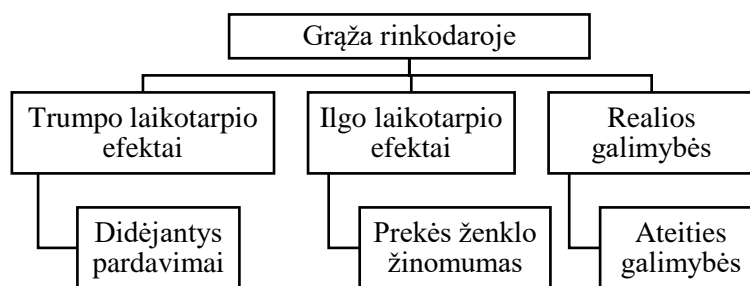 Grąža rinkodaroje
Trumpo laikotarpio
efektai
Ilgo laikotarpio
efektai
Realios
galimybės
Didėjantys
pardavimai
Prekės ženklo
žinomumas
Ateities
galimybės